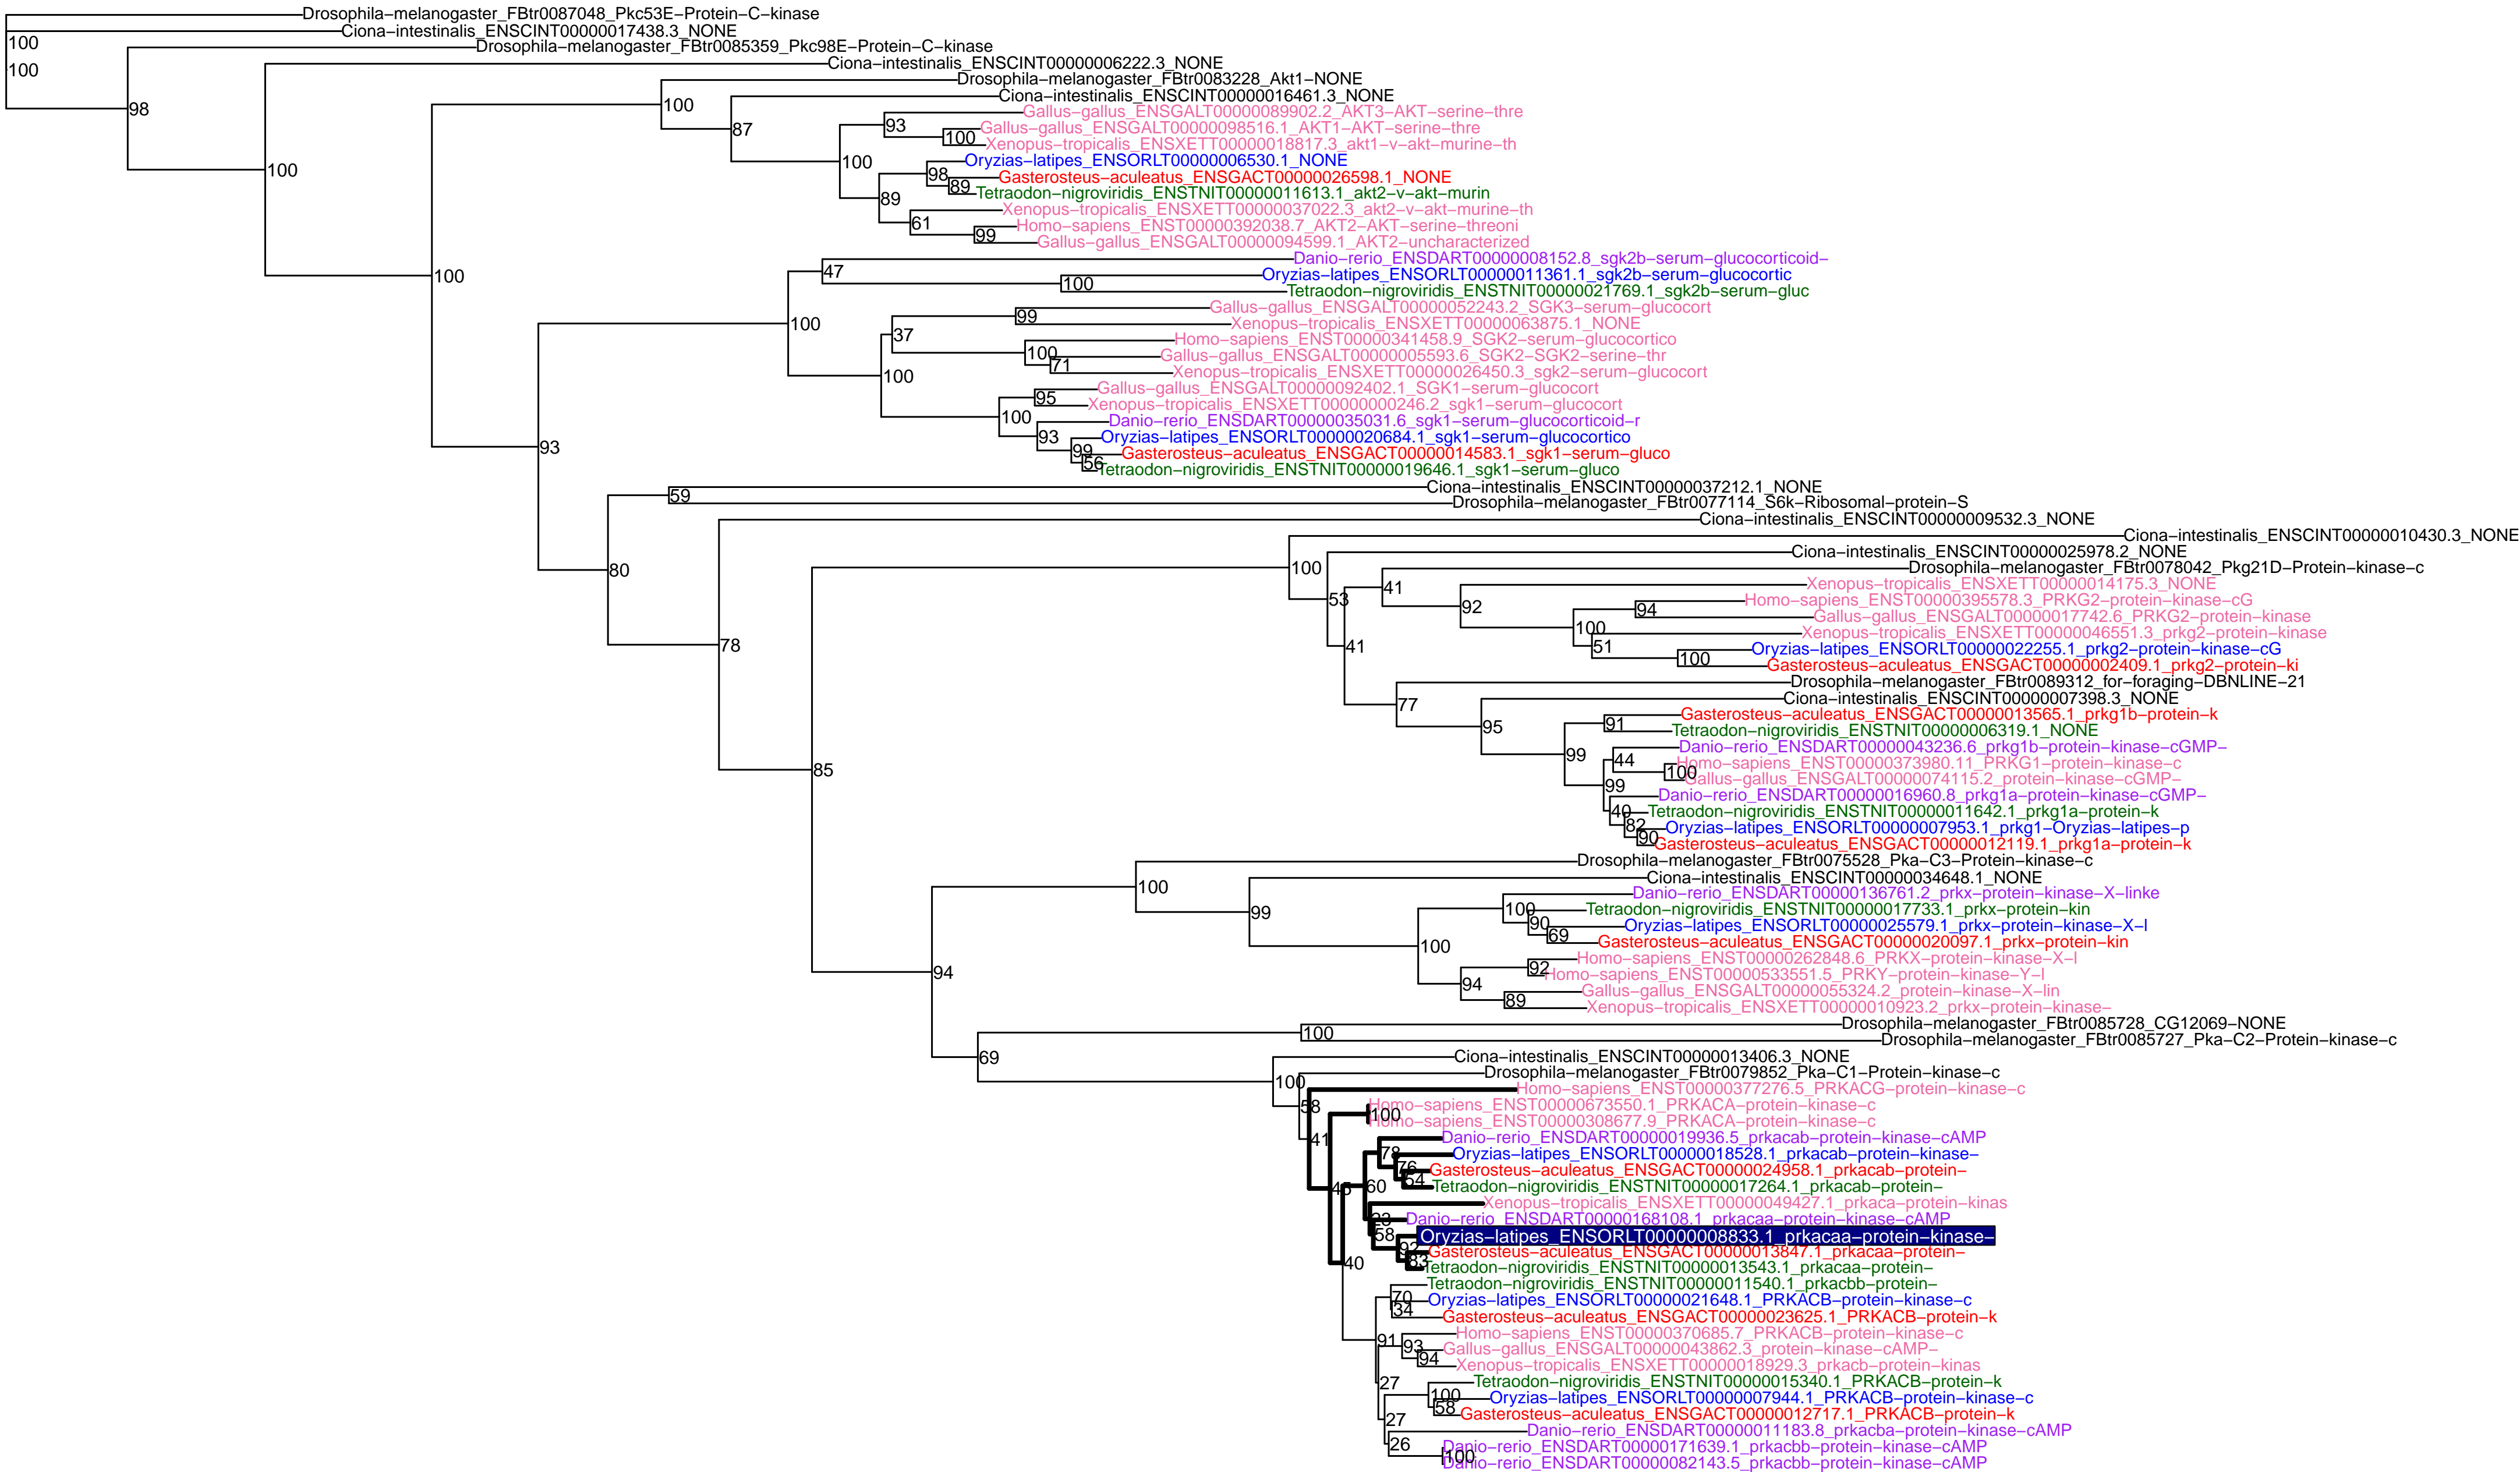 Drosophila−melanogaster_FBtr0087048_Pkc53E−Protein−C−kinase
Ciona−intestinalis_ENSCINT00000017438.3_NONE
100
Drosophila−melanogaster_FBtr0085359_Pkc98E−Protein−C−kinase
Ciona−intestinalis_ENSCINT00000006222.3_NONE
100
Drosophila−melanogaster_FBtr0083228_Akt1−NONE
Ciona−intestinalis_ENSCINT00000016461.3_NONE
100
98
Gallus−gallus_ENSGALT00000089902.2_AKT3−AKT−serine−thre
93
Gallus−gallus_ENSGALT00000098516.1_AKT1−AKT−serine−thre
87
100
Xenopus−tropicalis_ENSXETT00000018817.3_akt1−v−akt−murine−th
100
Oryzias−latipes_ENSORLT00000006530.1_NONE
100
98
Gasterosteus−aculeatus_ENSGACT00000026598.1_NONE
89
Tetraodon−nigroviridis_ENSTNIT00000011613.1_akt2−v−akt−murin
89
Xenopus−tropicalis_ENSXETT00000037022.3_akt2−v−akt−murine−th
61
Homo−sapiens_ENST00000392038.7_AKT2−AKT−serine−threoni
99
Gallus−gallus_ENSGALT00000094599.1_AKT2−uncharacterized
Danio−rerio_ENSDART00000008152.8_sgk2b−serum−glucocorticoid−
47
100
Oryzias−latipes_ENSORLT00000011361.1_sgk2b−serum−glucocortic
100
Tetraodon−nigroviridis_ENSTNIT00000021769.1_sgk2b−serum−gluc
Gallus−gallus_ENSGALT00000052243.2_SGK3−serum−glucocort
99
100
Xenopus−tropicalis_ENSXETT00000063875.1_NONE
37
Homo−sapiens_ENST00000341458.9_SGK2−serum−glucocortico
100
Gallus−gallus_ENSGALT00000005593.6_SGK2−SGK2−serine−thr
71
Xenopus−tropicalis_ENSXETT00000026450.3_sgk2−serum−glucocort
100
Gallus−gallus_ENSGALT00000092402.1_SGK1−serum−glucocort
95
Xenopus−tropicalis_ENSXETT00000000246.2_sgk1−serum−glucocort
100
Danio−rerio_ENSDART00000035031.6_sgk1−serum−glucocorticoid−r
93
Oryzias−latipes_ENSORLT00000020684.1_sgk1−serum−glucocortico
93
99
Gasterosteus−aculeatus_ENSGACT00000014583.1_sgk1−serum−gluco
56
Tetraodon−nigroviridis_ENSTNIT00000019646.1_sgk1−serum−gluco
Ciona−intestinalis_ENSCINT00000037212.1_NONE
59
Drosophila−melanogaster_FBtr0077114_S6k−Ribosomal−protein−S
Ciona−intestinalis_ENSCINT00000009532.3_NONE
Ciona−intestinalis_ENSCINT00000010430.3_NONE
Ciona−intestinalis_ENSCINT00000025978.2_NONE
80
100
Drosophila−melanogaster_FBtr0078042_Pkg21D−Protein−kinase−c
Xenopus−tropicalis_ENSXETT00000014175.3_NONE
41
53
Homo−sapiens_ENST00000395578.3_PRKG2−protein−kinase−cG
92
94
Gallus−gallus_ENSGALT00000017742.6_PRKG2−protein−kinase
100
Xenopus−tropicalis_ENSXETT00000046551.3_prkg2−protein−kinase
78
41
51
Oryzias−latipes_ENSORLT00000022255.1_prkg2−protein−kinase−cG
100
Gasterosteus−aculeatus_ENSGACT00000002409.1_prkg2−protein−ki
Drosophila−melanogaster_FBtr0089312_for−foraging−DBNLINE−21
77
Ciona−intestinalis_ENSCINT00000007398.3_NONE
Gasterosteus−aculeatus_ENSGACT00000013565.1_prkg1b−protein−k
95
91
Tetraodon−nigroviridis_ENSTNIT00000006319.1_NONE
Danio−rerio_ENSDART00000043236.6_prkg1b−protein−kinase−cGMP−
99
44
Homo−sapiens_ENST00000373980.11_PRKG1−protein−kinase−c
85
100
Gallus−gallus_ENSGALT00000074115.2_protein−kinase−cGMP−
99
Danio−rerio_ENSDART00000016960.8_prkg1a−protein−kinase−cGMP−
40
Tetraodon−nigroviridis_ENSTNIT00000011642.1_prkg1a−protein−k
82
Oryzias−latipes_ENSORLT00000007953.1_prkg1−Oryzias−latipes−p
90
Gasterosteus−aculeatus_ENSGACT00000012119.1_prkg1a−protein−k
Drosophila−melanogaster_FBtr0075528_Pka−C3−Protein−kinase−c
100
Ciona−intestinalis_ENSCINT00000034648.1_NONE
Danio−rerio_ENSDART00000136761.2_prkx−protein−kinase−X−linke
99
100
Tetraodon−nigroviridis_ENSTNIT00000017733.1_prkx−protein−kin
90
Oryzias−latipes_ENSORLT00000025579.1_prkx−protein−kinase−X−l
69
100
Gasterosteus−aculeatus_ENSGACT00000020097.1_prkx−protein−kin
Homo−sapiens_ENST00000262848.6_PRKX−protein−kinase−X−l
94
92
Homo−sapiens_ENST00000533551.5_PRKY−protein−kinase−Y−l
94
Gallus−gallus_ENSGALT00000055324.2_protein−kinase−X−lin
89
Xenopus−tropicalis_ENSXETT00000010923.2_prkx−protein−kinase−
Drosophila−melanogaster_FBtr0085728_CG12069−NONE
100
Drosophila−melanogaster_FBtr0085727_Pka−C2−Protein−kinase−c
69
Ciona−intestinalis_ENSCINT00000013406.3_NONE
Drosophila−melanogaster_FBtr0079852_Pka−C1−Protein−kinase−c
100
Homo−sapiens_ENST00000377276.5_PRKACG−protein−kinase−c
58
Homo−sapiens_ENST00000673550.1_PRKACA−protein−kinase−c
100
Homo−sapiens_ENST00000308677.9_PRKACA−protein−kinase−c
41
Danio−rerio_ENSDART00000019936.5_prkacab−protein−kinase−cAMP
78
Oryzias−latipes_ENSORLT00000018528.1_prkacab−protein−kinase−
76
Gasterosteus−aculeatus_ENSGACT00000024958.1_prkacab−protein−
54
45
60
Tetraodon−nigroviridis_ENSTNIT00000017264.1_prkacab−protein−
Xenopus−tropicalis_ENSXETT00000049427.1_prkaca−protein−kinas
23
Danio−rerio_ENSDART00000168108.1_prkacaa−protein−kinase−cAMP
58
Oryzias−latipes_ENSORLT00000008833.1_prkacaa−protein−kinase−
92
Gasterosteus−aculeatus_ENSGACT00000013847.1_prkacaa−protein−
40
83
Tetraodon−nigroviridis_ENSTNIT00000013543.1_prkacaa−protein−
Tetraodon−nigroviridis_ENSTNIT00000011540.1_prkacbb−protein−
70
Oryzias−latipes_ENSORLT00000021648.1_PRKACB−protein−kinase−c
34
Gasterosteus−aculeatus_ENSGACT00000023625.1_PRKACB−protein−k
Homo−sapiens_ENST00000370685.7_PRKACB−protein−kinase−c
91
93
Gallus−gallus_ENSGALT00000043862.3_protein−kinase−cAMP−
94
Xenopus−tropicalis_ENSXETT00000018929.3_prkacb−protein−kinas
27
Tetraodon−nigroviridis_ENSTNIT00000015340.1_PRKACB−protein−k
100
Oryzias−latipes_ENSORLT00000007944.1_PRKACB−protein−kinase−c
58
Gasterosteus−aculeatus_ENSGACT00000012717.1_PRKACB−protein−k
27
Danio−rerio_ENSDART00000011183.8_prkacba−protein−kinase−cAMP
26
Danio−rerio_ENSDART00000171639.1_prkacbb−protein−kinase−cAMP
100
Danio−rerio_ENSDART00000082143.5_prkacbb−protein−kinase−cAMP